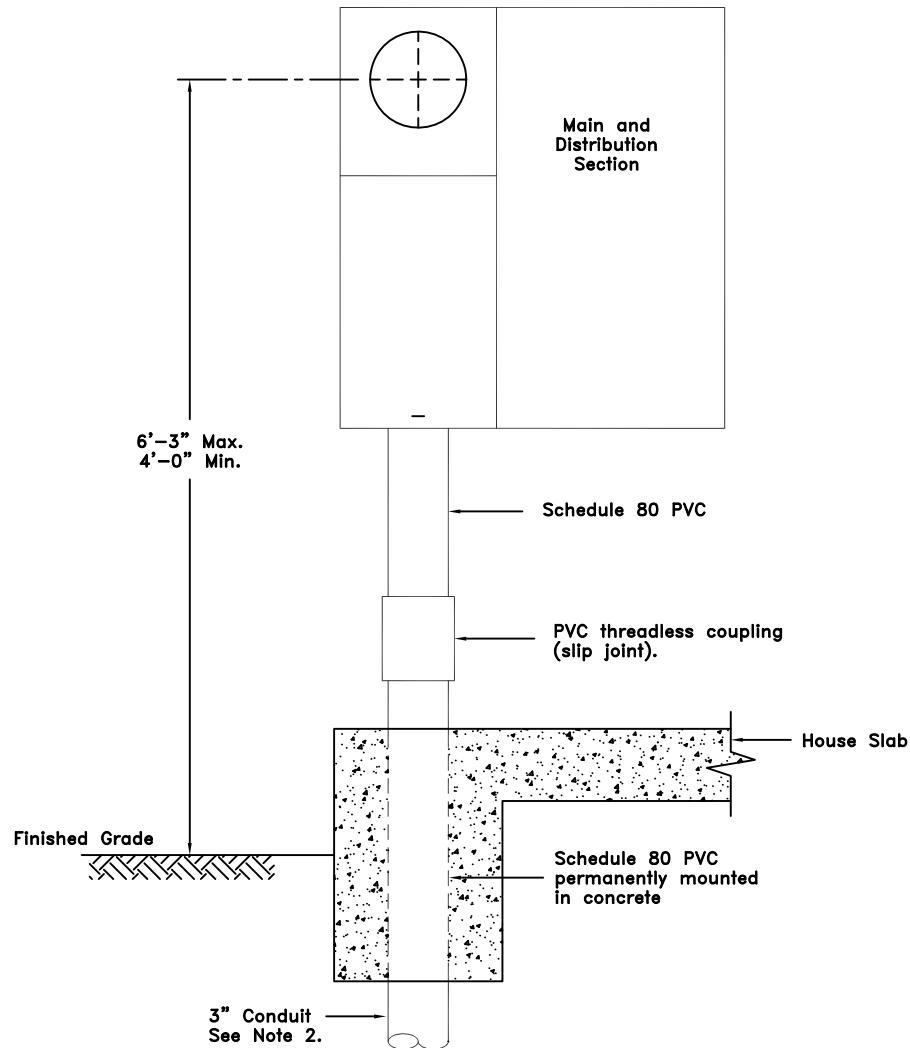 Main and
Distribution
Section
6'-3" Max.
4'-0" Min.
Schedule 80 PVC
PVC threadless coupling
(slip joint).
House Slab
Finished Grade
Schedule 80 PVC
permanently mounted
in concrete
3" Conduit
See Note 2.